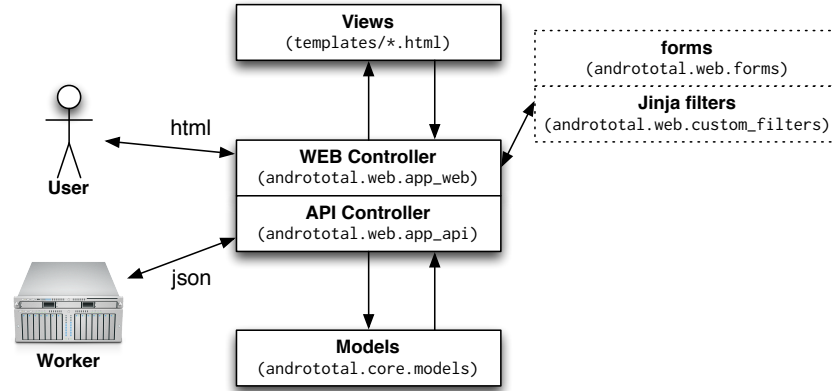 Views
(templates/*.html)
forms
(andrototal.web.forms)
Jinja filters
(andrototal.web.custom_filters)
html
User
WEB Controller
(andrototal.web.app_web)
API Controller
(andrototal.web.app_api)
json
Worker
Models
(andrototal.core.models)